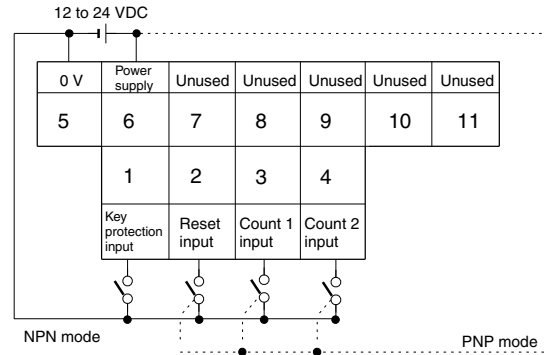 12 to 24 VDC
0 V
Power
supply
Unused
Unused
Unused
Unused
Unused
5
6
7
8
9
10
11
1
2
3
4
Key
protection
input
Reset
input
Count 1
input
Count 2
input
NPN mode
PNP mode